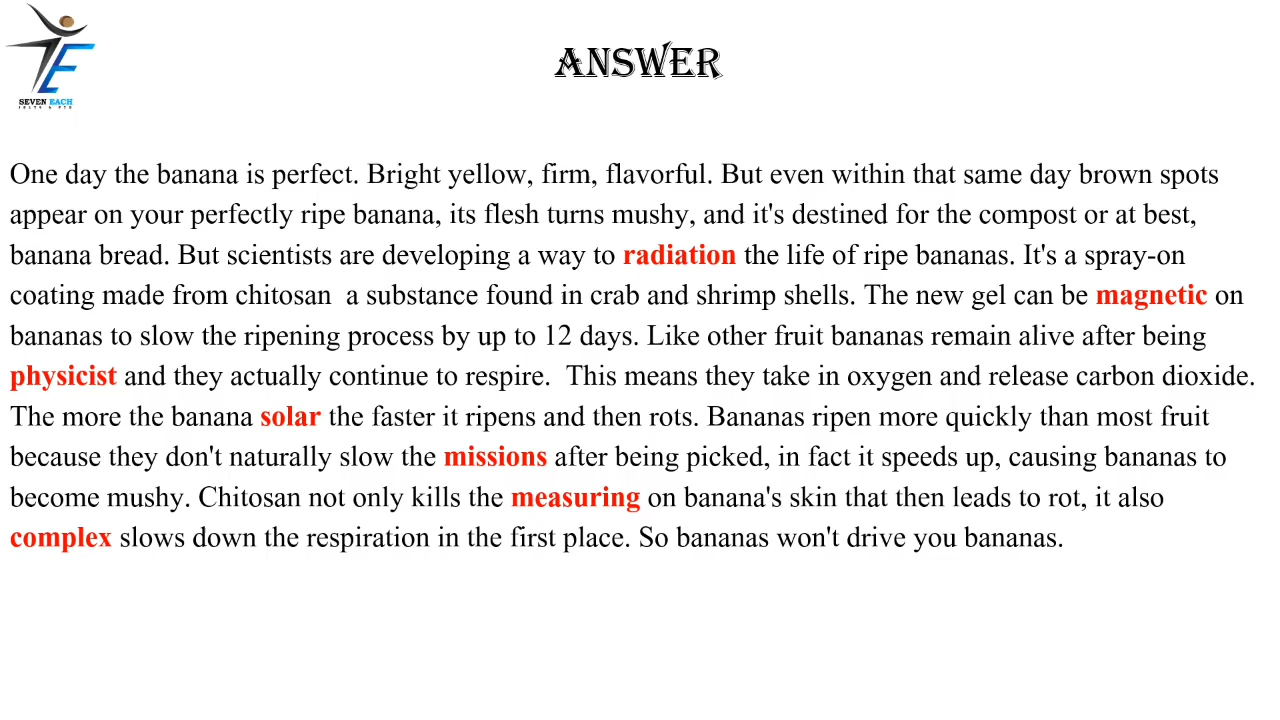 SEVEN EACH
IELTS & PTE
ANSWER
One day the banana is perfect. Bright yellow, firm, flavorful. But even within that same day brown spots
appear on your perfectly ripe banana, its flesh turns mushy, and it's destined for the compost or at best,
banana bread. But scientists are developing a way to radiation the life of ripe bananas. It's a spray-on
coating made from chitosan  a substance found in crab and shrimp shells. The new gel can be magnetic on
bananas to slow the ripening process by up to 12 days. Like other fruit bananas remain alive after being
physicist and they actually continue to respire.  This means they take in oxygen and release carbon dioxide.
The more the banana solar the faster it ripens and then rots. Bananas ripen more quickly than most fruit
because they don't naturally slow the missions after being picked, in fact it speeds up, causing bananas to
become mushy. Chitosan not only kills the measuring on banana's skin that then leads to rot, it also
complex slows down the respiration in the first place. So bananas won't drive you bananas.